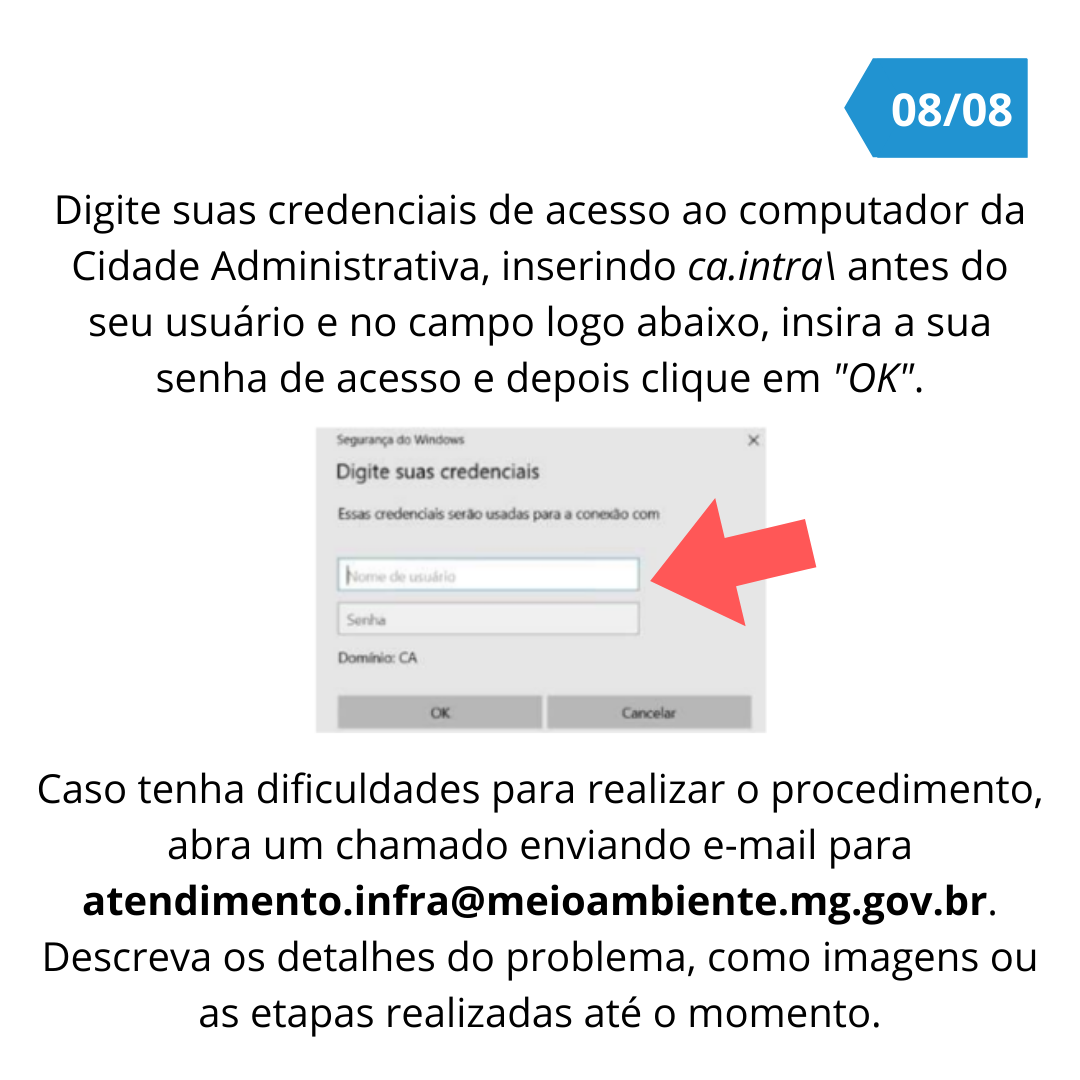 08/08
Digite suas credenciais de acesso ao computador da
Cidade Administrativa, inserindo ca.intra\ antes do
seu usuário e no campo logo abaixo, insira a sua
senha de acesso e depois clique em "OK".
Segurança do Windows
Digite suas credenciais
Essas credenciais serão usadas para a conexão com
Nome de usuário
Senha
Domínio: CA
OK Cancelar
Caso tenha dificuldades para realizar o procedimento,
abra um chamado enviando e-mail para
atendimento.infra@meioambiente.mg.gov.br.
Descreva os detalhes do problema, como imagens ou
as etapas realizadas até o momento.